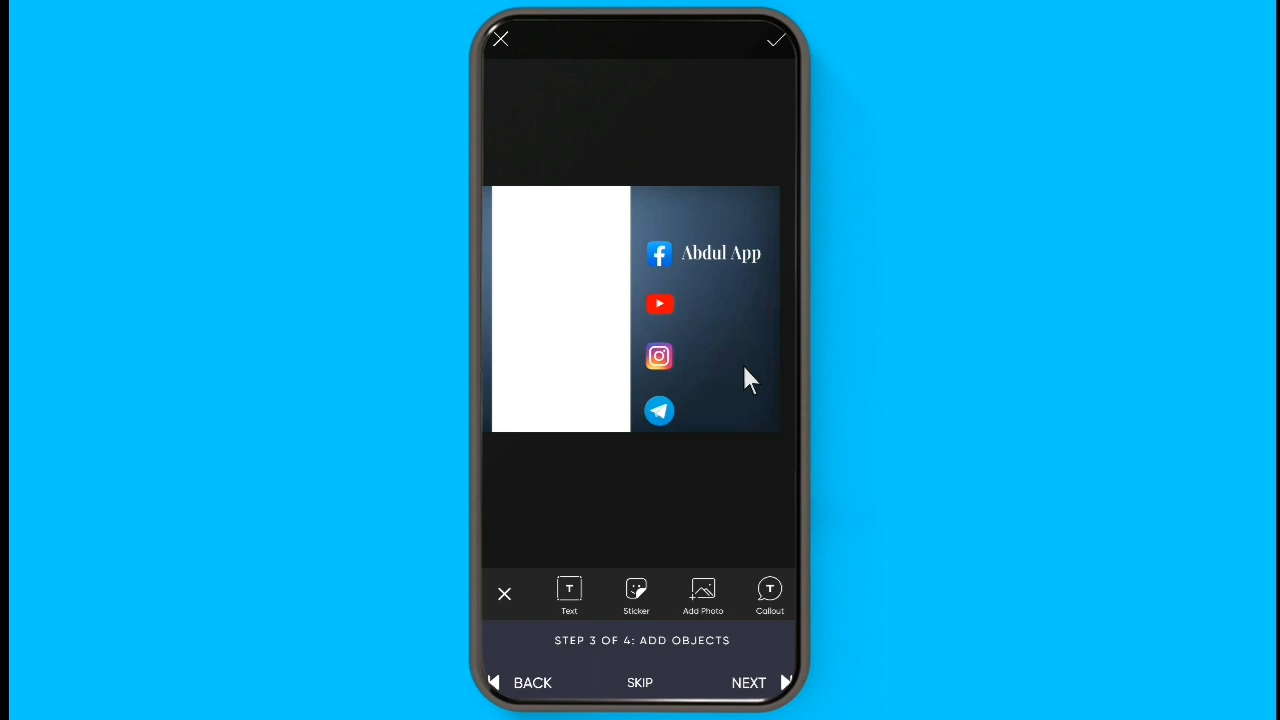 Abdul App
Text
Sticker
Add Photo
Callout
STEP 3 OF 4: ADD OBJECTS
BACK
SKIP
NEXT